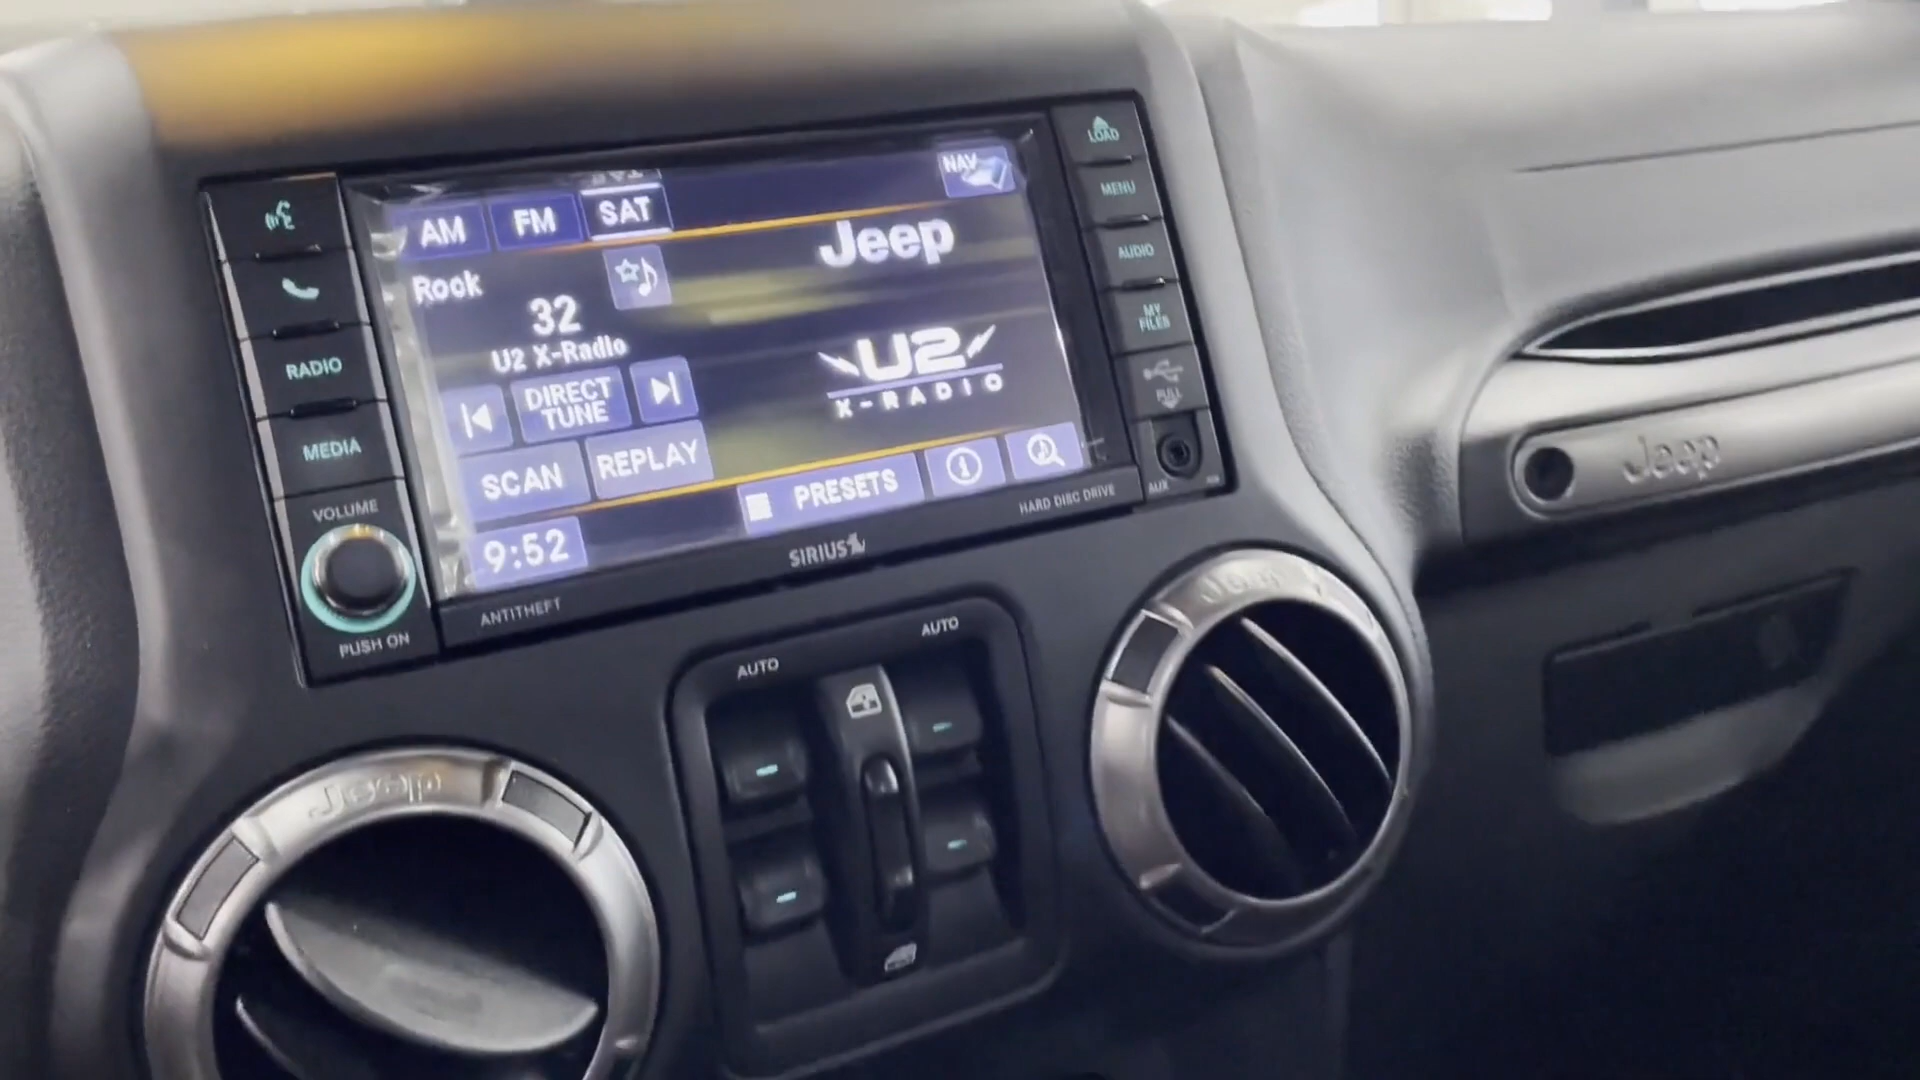 AM FM SAT
NAV
Rock
32
U2 X-Radio
DIRECT TUNE
SCAN REPLAY
Jeep
U2
X-RADIO
PRESETS
9:52
RADIO
MEDIA
VOLUME
PUSH ON
LOAD
MENU
AUDIO
MY FILES
PULL
AUX
ANTITHEFT
SIRIUS
HARD DISC DRIVE
AUTO
AUTO
Jeep
Jeep
Jeep